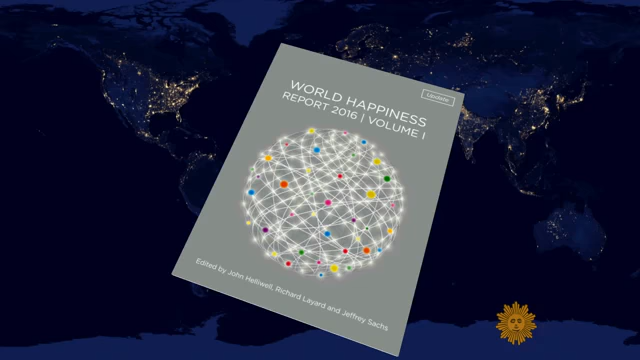 Update
WORLD HAPPINESS
REPORT 2016 | VOLUME I
Edited by John Helliwell, Richard Layard and Jeffrey Sachs